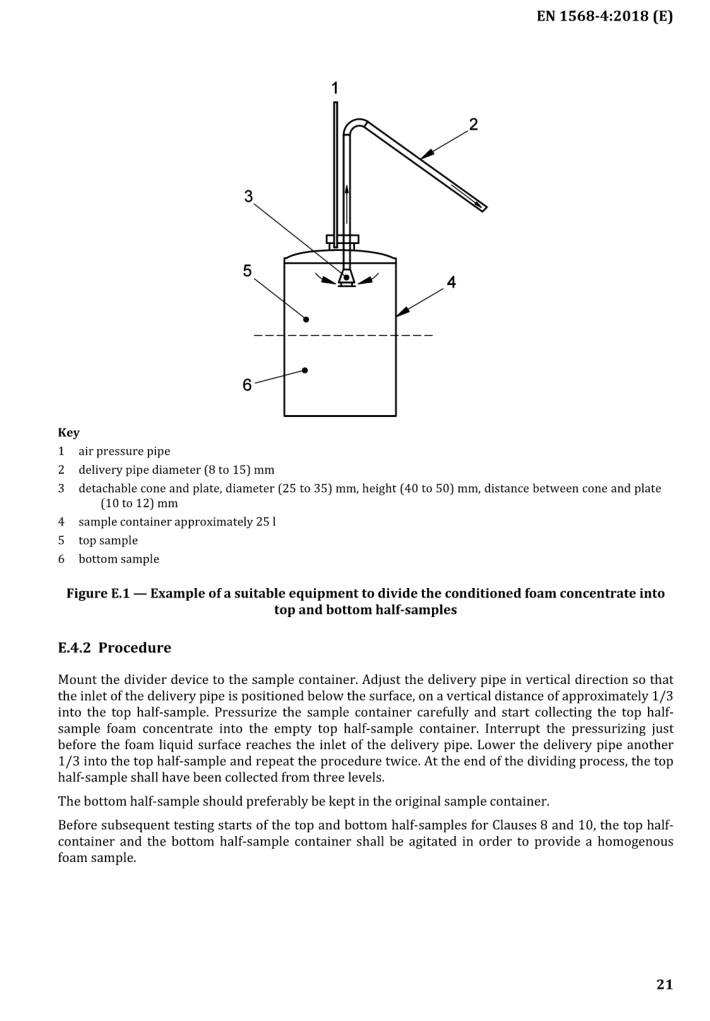 EN 1568-4:2018 (E)
1
2
3
5
4
6
Key
1 air pressure pipe
2 delivery pipe diameter (8 to 15) mm
3 detachable cone and plate, diameter (25 to 35) mm, height (40 to 50) mm, distance between cone and plate
(10 to 12) mm
4 sample container approximately 25 l
5 top sample
6 bottom sample
Figure E.1 — Example of a suitable equipment to divide the conditioned foam concentrate into
top and bottom half-samples
E.4.2 Procedure
Mount the divider device to the sample container. Adjust the delivery pipe in vertical direction so that
the inlet of the delivery pipe is positioned below the surface, on a vertical distance of approximately 1/3
into the top half-sample. Pressurize the sample container carefully and start collecting the top half-
sample foam concentrate into the empty top half-sample container. Interrupt the pressurizing just
before the foam liquid surface reaches the inlet of the delivery pipe. Lower the delivery pipe another
1/3 into the top half-sample and repeat the procedure twice. At the end of the dividing process, the top
half-sample shall have been collected from three levels.
The bottom half-sample should preferably be kept in the original sample container.
Before subsequent testing starts of the top and bottom half-samples for Clauses 8 and 10, the top half-
container and the bottom half-sample container shall be agitated in order to provide a homogenous
foam sample.
21